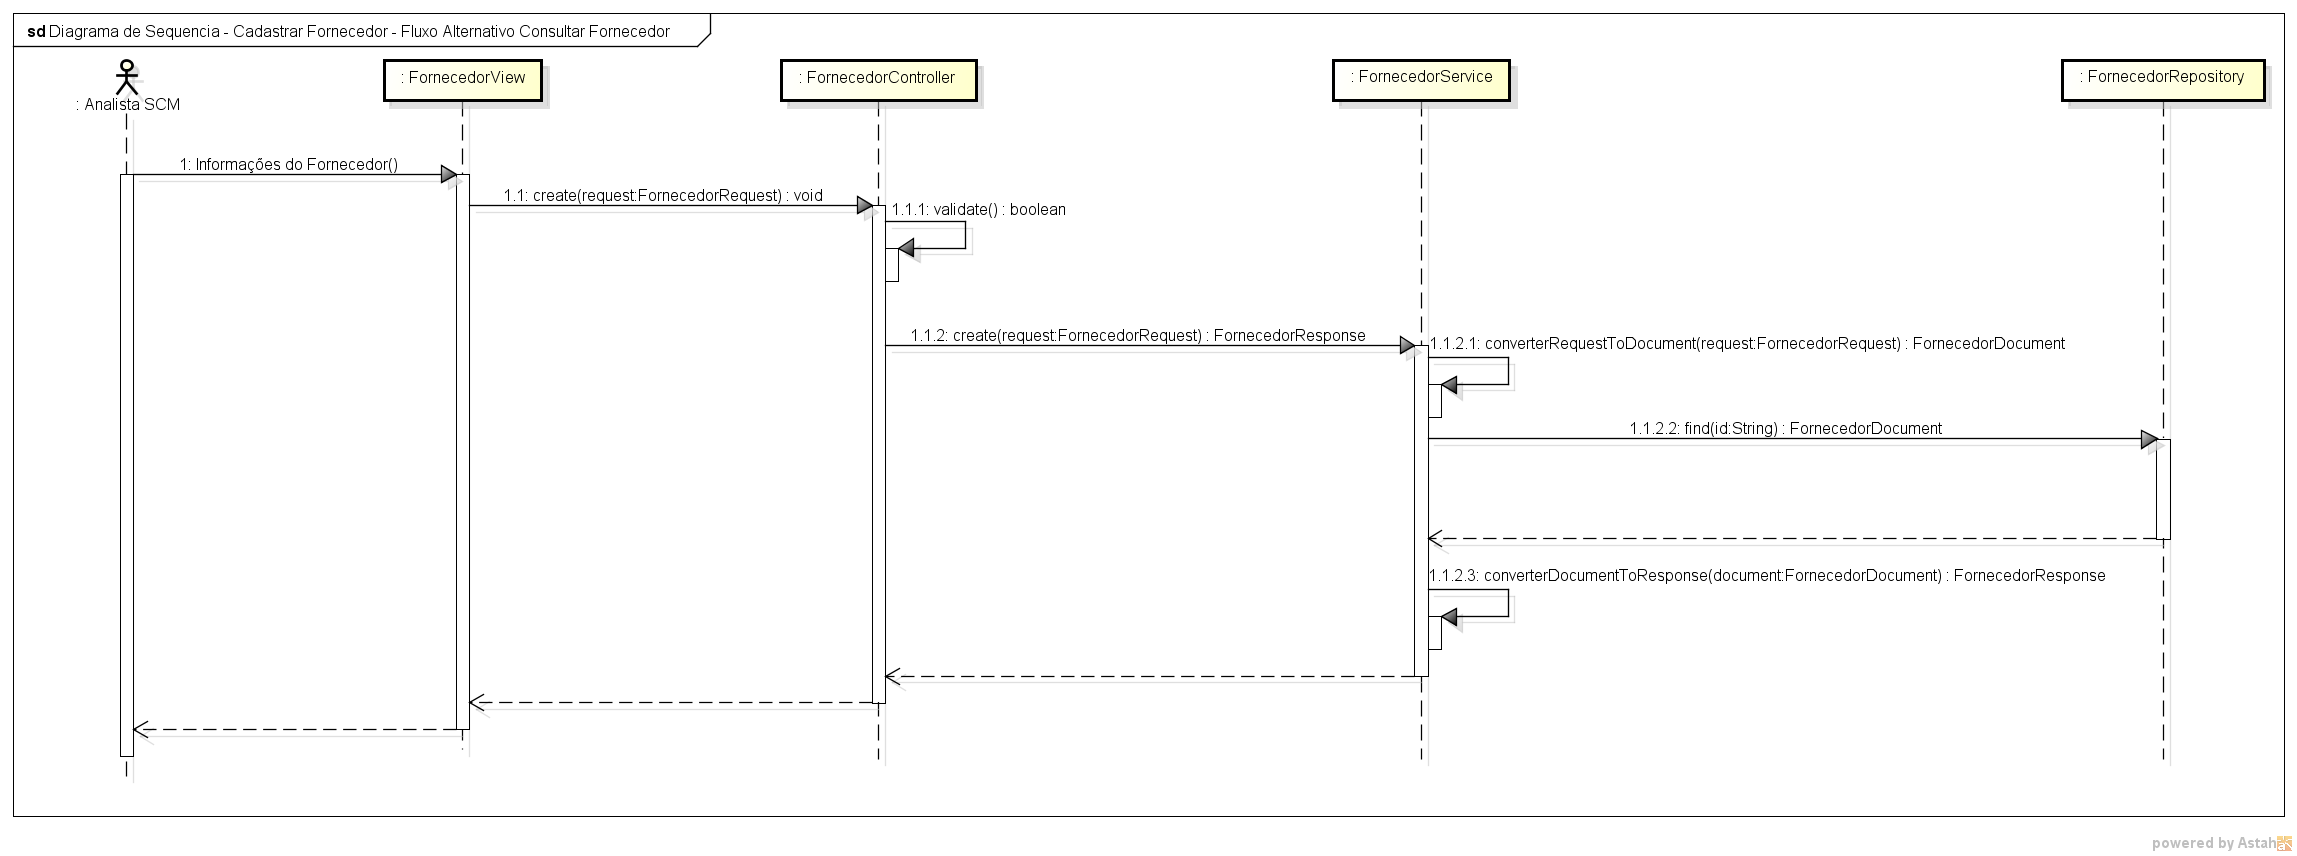 sd Diagrama de Sequencia - Cadastrar Fornecedor - Fluxo Alternativo Consultar Fornecedor
: Analista SCM
: FornecedorView
: FornecedorController
: FornecedorService
: FornecedorRepository
1: Informações do Fornecedor()
1.1: create(request:FornecedorRequest) : void
1.1.1: validate() : boolean
1.1.2: create(request:FornecedorRequest) : FornecedorResponse
1.1.2.1: converterRequestToDocument(request:FornecedorRequest) : FornecedorDocument
1.1.2.2: find(id:String) : FornecedorDocument
1.1.2.3: converterDocumentToResponse(document:FornecedorDocument) : FornecedorResponse
powered by Astah